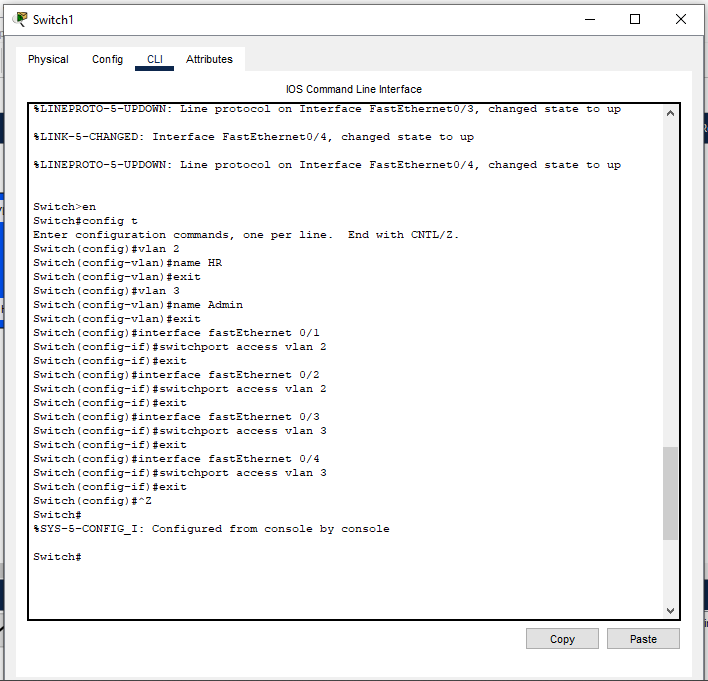 Switch1
Physical Config CLI Attributes
IOS Command Line Interface
%LINEPROTO-5-UPDOWN: Line protocol on Interface FastEthernet0/3, changed state to up
%LINK-5-CHANGED: Interface FastEthernet0/4, changed state to up
%LINEPROTO-5-UPDOWN: Line protocol on Interface FastEthernet0/4, changed state to up
Switch>en
Switch#config t
Enter configuration commands, one per line.  End with CNTL/Z.
Switch(config)#vlan 2
Switch(config-vlan)#name HR
Switch(config-vlan)#exit
Switch(config)#vlan 3
Switch(config-vlan)#name Admin
Switch(config-vlan)#exit
Switch(config)#interface fastEthernet 0/1
Switch(config-if)#switchport access vlan 2
Switch(config-if)#exit
Switch(config)#interface fastEthernet 0/2
Switch(config-if)#switchport access vlan 2
Switch(config-if)#exit
Switch(config)#interface fastEthernet 0/3
Switch(config-if)#switchport access vlan 3
Switch(config-if)#exit
Switch(config)#interface fastEthernet 0/4
Switch(config-if)#switchport access vlan 3
Switch(config-if)#exit
Switch(config)#^Z
Switch#
%SYS-5-CONFIG_I: Configured from console by console
Switch#
Copy Paste